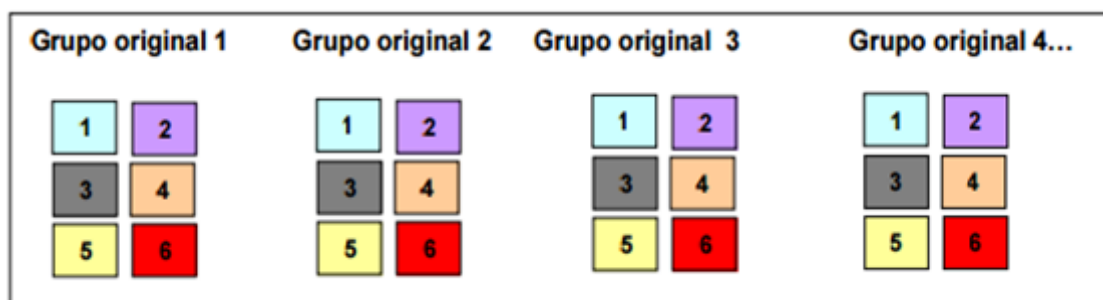 Grupo original 1 Grupo original 2 Grupo original 3 Grupo original 4...
1 2 1 2 1 2 1 2
3 4 3 4 3 4 3 4
5 6 5 6 5 6 5 6